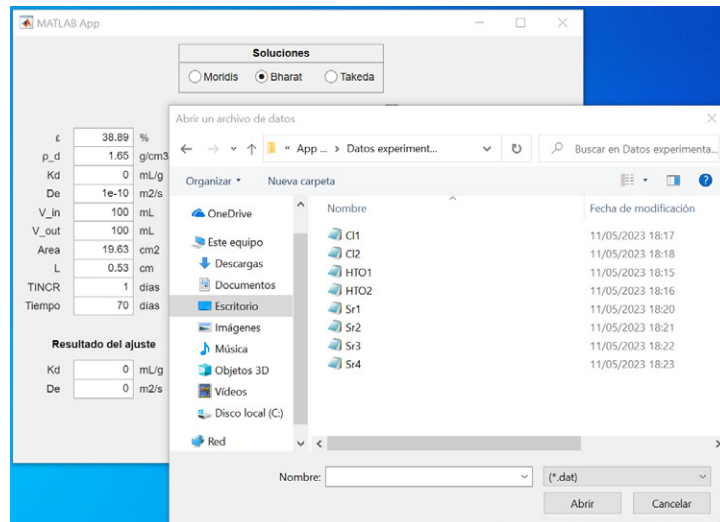 MATLAB App
Soluciones
Moridis Bharat Takeda
ε 38.89 %
ρ_d 1.65 g/cm3
Kd 0 mL/g
De 1e-10 m2/s
V_in 100 mL
V_out 100 mL
Area 19.63 cm2
L 0.53 cm
TINCR 1 días
Tiempo 70 días
Resultado del ajuste
Kd 0 mL/g
De 0 m2/s
Abrir un archivo de datos
« App ... › Datos experiment...
Buscar en Datos experimenta...
Organizar Nueva carpeta
OneDrive
Este equipo
Descargas
Documentos
Escritorio
Imágenes
Música
Objetos 3D
Vídeos
Disco local (C:)
Red
Nombre Fecha de modificación
Cl1 11/05/2023 18:17
Cl2 11/05/2023 18:18
HTO1 11/05/2023 18:15
HTO2 11/05/2023 18:16
Sr1 11/05/2023 18:20
Sr2 11/05/2023 18:21
Sr3 11/05/2023 18:22
Sr4 11/05/2023 18:23
Nombre: (*.dat)
Abrir Cancelar